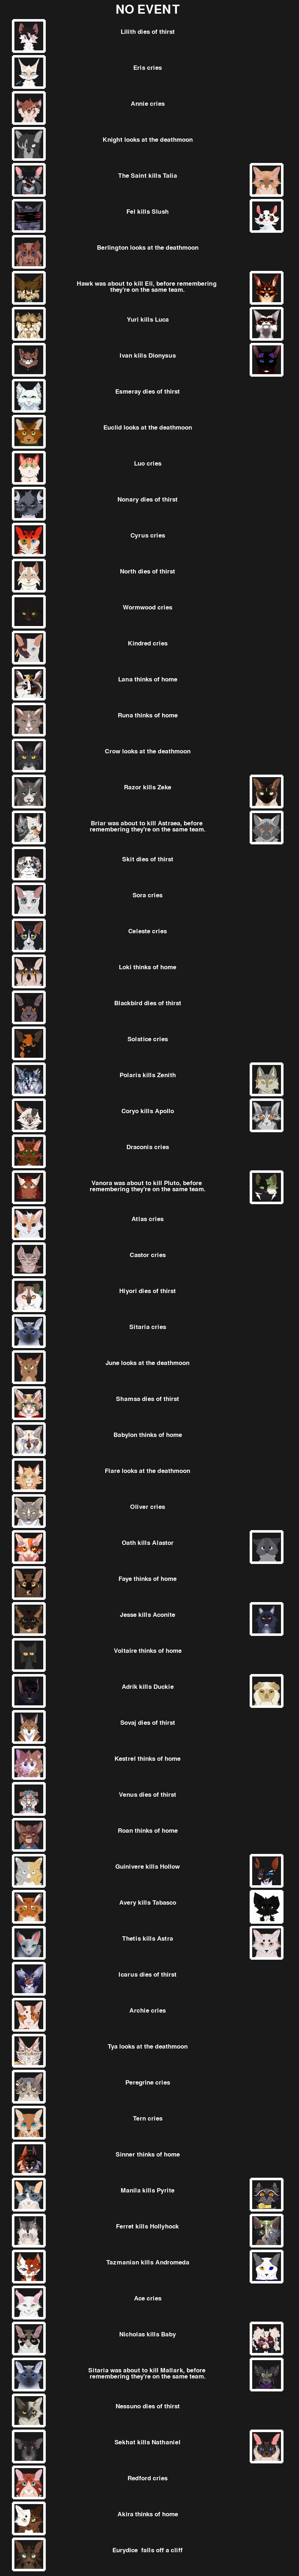 NO EVENT
Lilith dies of thirst
Eris cries
Annie cries
Knight looks at the deathmoon
The Saint kills Talia
Fei kills Slush
Berlington looks at the deathmoon
Hawk was about to kill Eli, before remembering
they're on the same team.
Yuri kills Luca
Ivan kills Dionysus
Esmeray dies of thirst
Euclid looks at the deathmoon
Luo cries
Nonary dies of thirst
Cyrus cries
North dies of thirst
Wormwood cries
Kindred cries
Lana thinks of home
Runa thinks of home
Crow looks at the deathmoon
Razor kills Zeke
Briar was about to kill Astraea, before
remembering they're on the same team.
Skit dies of thirst
Sora cries
Celeste cries
Loki thinks of home
Blackbird dies of thirst
Solstice cries
Polaris kills Zenith
Coryo kills Apollo
Draconis cries
Vanora was about to kill Pluto, before
remembering they're on the same team.
Atlas cries
Castor cries
Hiyori dies of thirst
Sitaria cries
June looks at the deathmoon
Shamsa dies of thirst
Babylon thinks of home
Flare looks at the deathmoon
Oliver cries
Oath kills Alastor
Faye thinks of home
Jesse kills Aconite
Voltaire thinks of home
Adrik kills Duckie
Sovaj dies of thirst
Kestrel thinks of home
Venus dies of thirst
Roan thinks of home
Guinivere kills Hollow
Avery kills Tabasco
Thetis kills Astra
Icarus dies of thirst
Archie cries
Tya looks at the deathmoon
Peregrine cries
Tern cries
Sinner thinks of home
Manila kills Pyrite
Ferret kills Hollyhock
Tazmanian kills Andromeda
Ace cries
Nicholas kills Baby
Sitaria was about to kill Mallark, before
remembering they're on the same team.
Nessuno dies of thirst
Sekhat kills Nathaniel
Redford cries
Akira thinks of home
Eurydice falls off a cliff